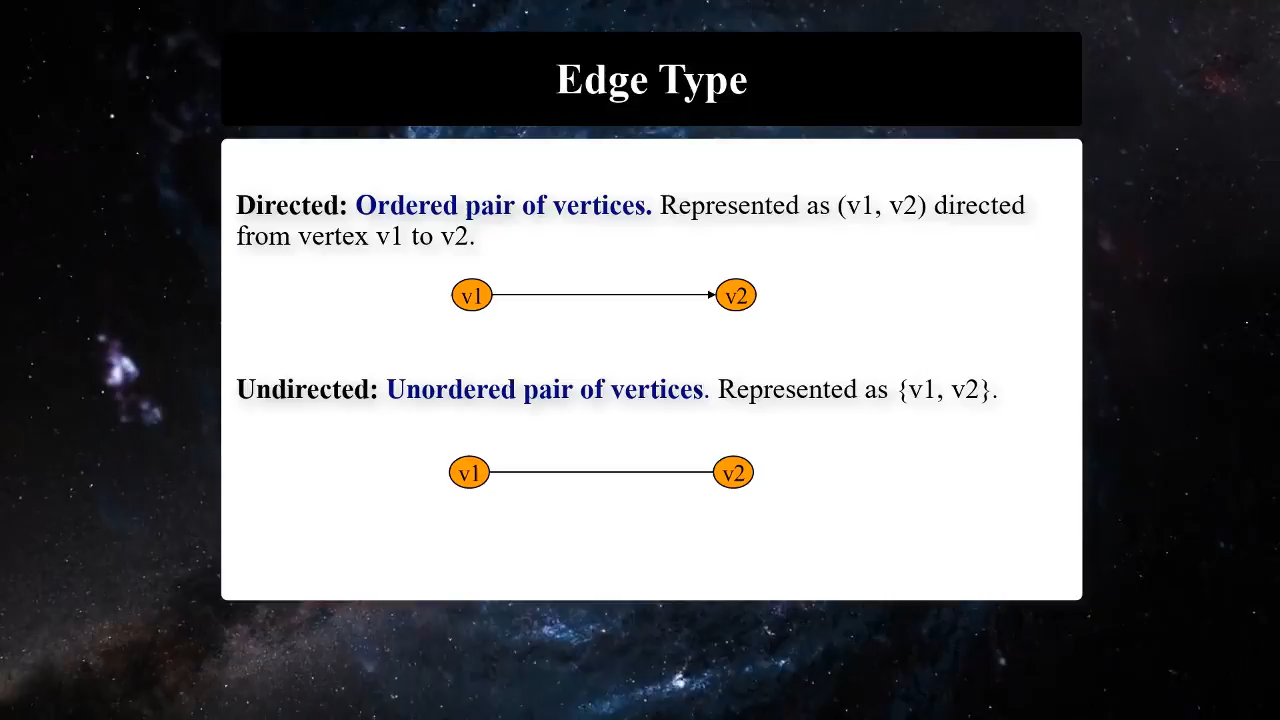 Edge Type
Directed: Ordered pair of vertices. Represented as (v1, v2) directed
from vertex v1 to v2.
v1 v2
Undirected: Unordered pair of vertices. Represented as {v1, v2}.
v1 v2